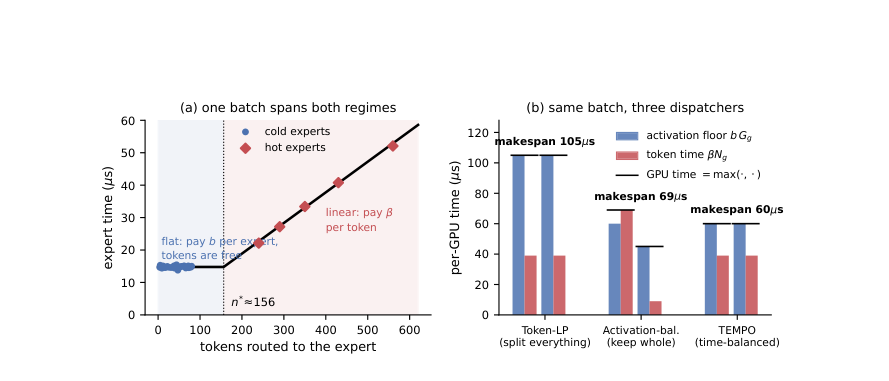 (a) one batch spans both regimes
60
50
40
30
20
10
0
expert time (μs)
cold experts
hot experts
linear: pay β
per token
flat: pay b per expert,
tokens are free
n*≈156
0 100 200 300 400 500 600
tokens routed to the expert
(b) same batch, three dispatchers
120
100
80
60
40
20
0
per-GPU time (μs)
makespan 105μs
activation floor b G_g
token time βN_g
GPU time = max(·, ·)
makespan 69μs
makespan 60μs
Token-LP
(split everything)
Activation-bal.
(keep whole)
TEMPO
(time-balanced)